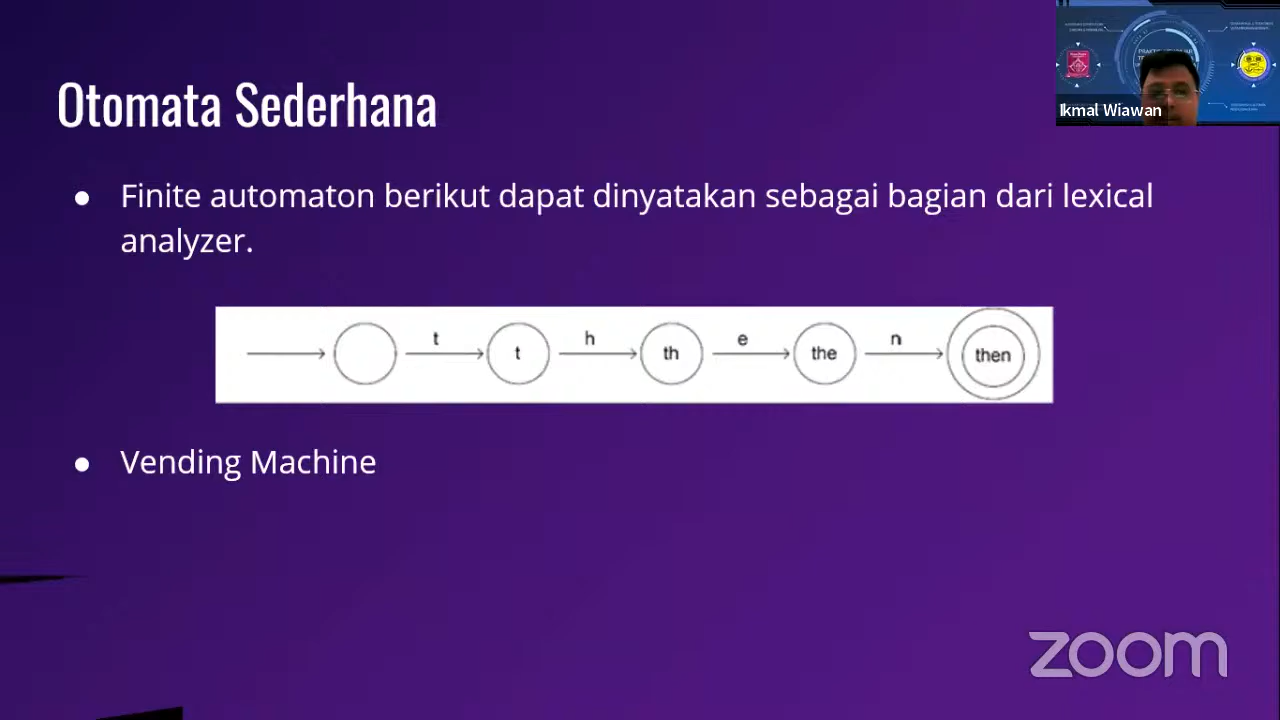 Otomata Sederhana
Ikmal Wiawan
● Finite automaton berikut dapat dinyatakan sebagai bagian dari lexical
analyzer.
t h e n
t th the then
● Vending Machine
zoom